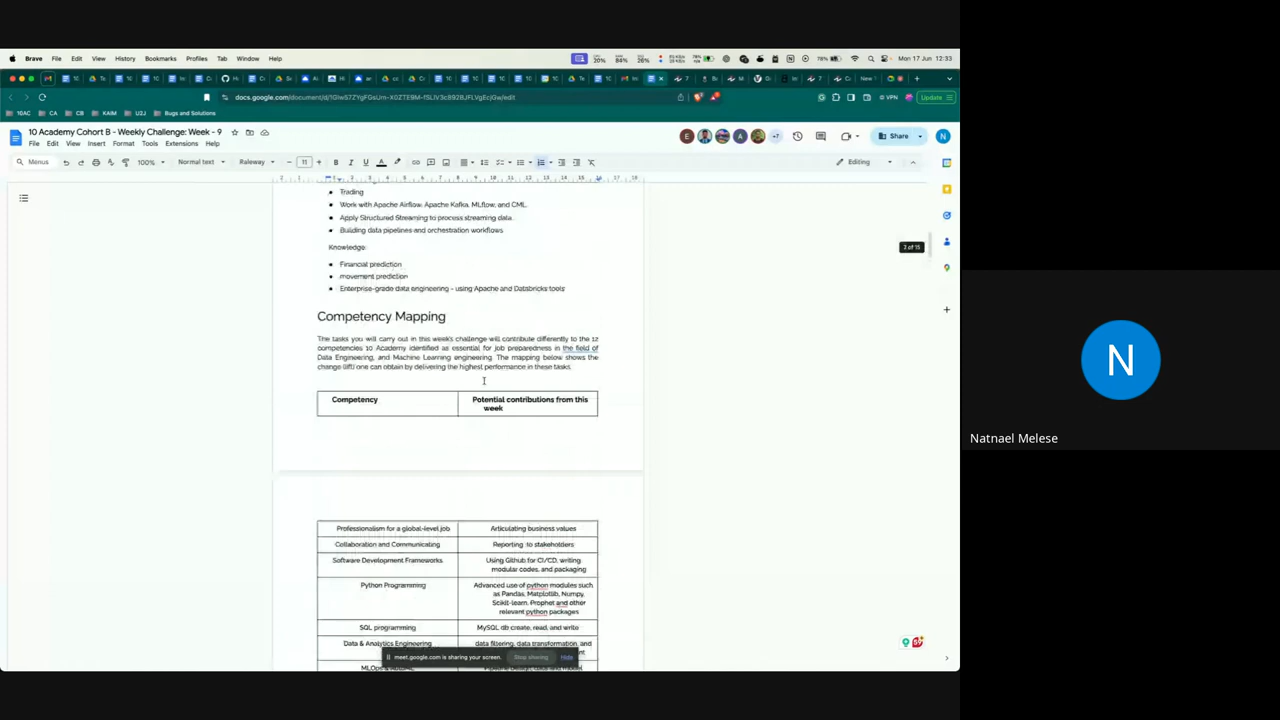 Brave File Edit View History Bookmarks Profiles Tab Window Help
Mon 17 Jun 12:33
VPN Update
10AC CA CB KAIM U2J Bugs and Solutions
10 Academy Cohort B - Weekly Challenge: Week - 9
File Edit View Insert Format Tools Extensions Help
+7 Share N
Menus 100% Normal text Raleway 11 Editing
Trading
Work with Apache Airflow, Apache Kafka, MLflow, and CML.
Apply Structured Streaming to process streaming data.
Building data pipelines and orchestration workflows
Knowledge:
Financial prediction
movement prediction
Enterprise-grade data engineering - using Apache and Databricks tools
Competency Mapping
The tasks you will carry out in this week's challenge will contribute differently to the 12
competencies 10 Academy identified as essential for job preparedness in the field of
Data Engineering, and Machine Learning engineering. The mapping below shows the
change (lift) one can obtain by delivering the highest performance in these tasks.
Competency
Potential contributions from this
week
Professionalism for a global-level job
Articulating business values
Collaboration and Communicating
Reporting to stakeholders
Software Development Frameworks
Using Github for CI/CD, writing
modular codes, and packaging
Python Programming
Advanced use of python modules such
as Pandas, Matplotlib, Numpy,
Scikit-learn, Prophet and other
relevant python packages
SQL programming
MySQL db create, read, and write
Data & Analytics Engineering
data filtering, data transformation, and
meet.google.com is sharing your screen. Stop sharing Hide
N
Natnael Melese